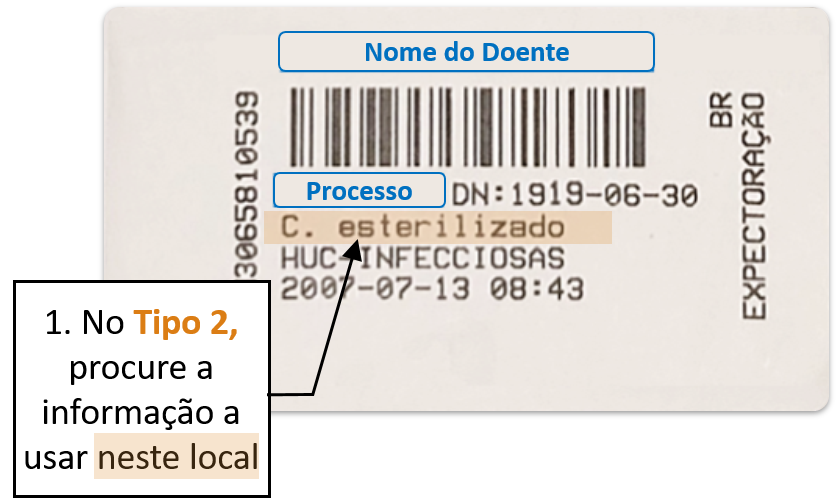 Nome do Doente
3065810539
BR
EXPECTORAÇÃO
Processo DN:1919-06-30
C. esterilizado
HUC-INFECCIOSAS
2007-07-13 08:43
1. No Tipo 2,
procure a
informação a
usar neste local